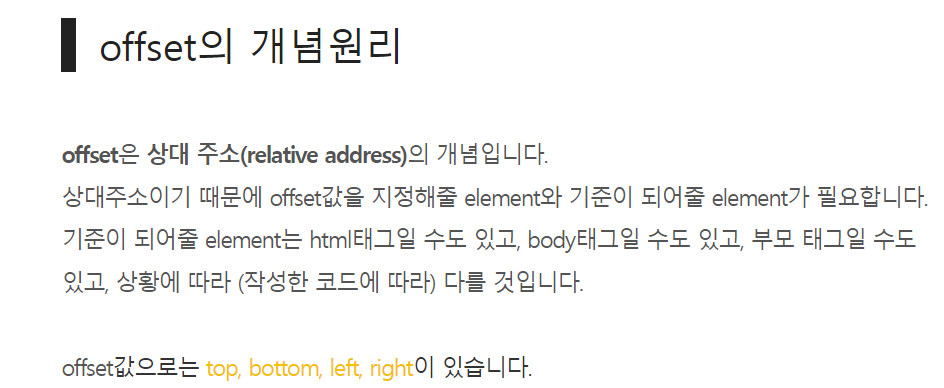 offset의 개념원리
offset은 상대 주소(relative address)의 개념입니다.
상대주소이기 때문에 offset값을 지정해줄 element와 기준이 되어줄 element가 필요합니다.
기준이 되어줄 element는 html태그일 수도 있고, body태그일 수도 있고, 부모 태그일 수도
있고, 상황에 따라 (작성한 코드에 따라) 다를 것입니다.
offset값으로는 top, bottom, left, right이 있습니다.